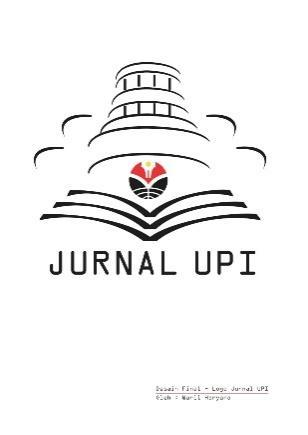 JURNAL UPI
Desain Final - Logo Jurnal UPI
Oleh :